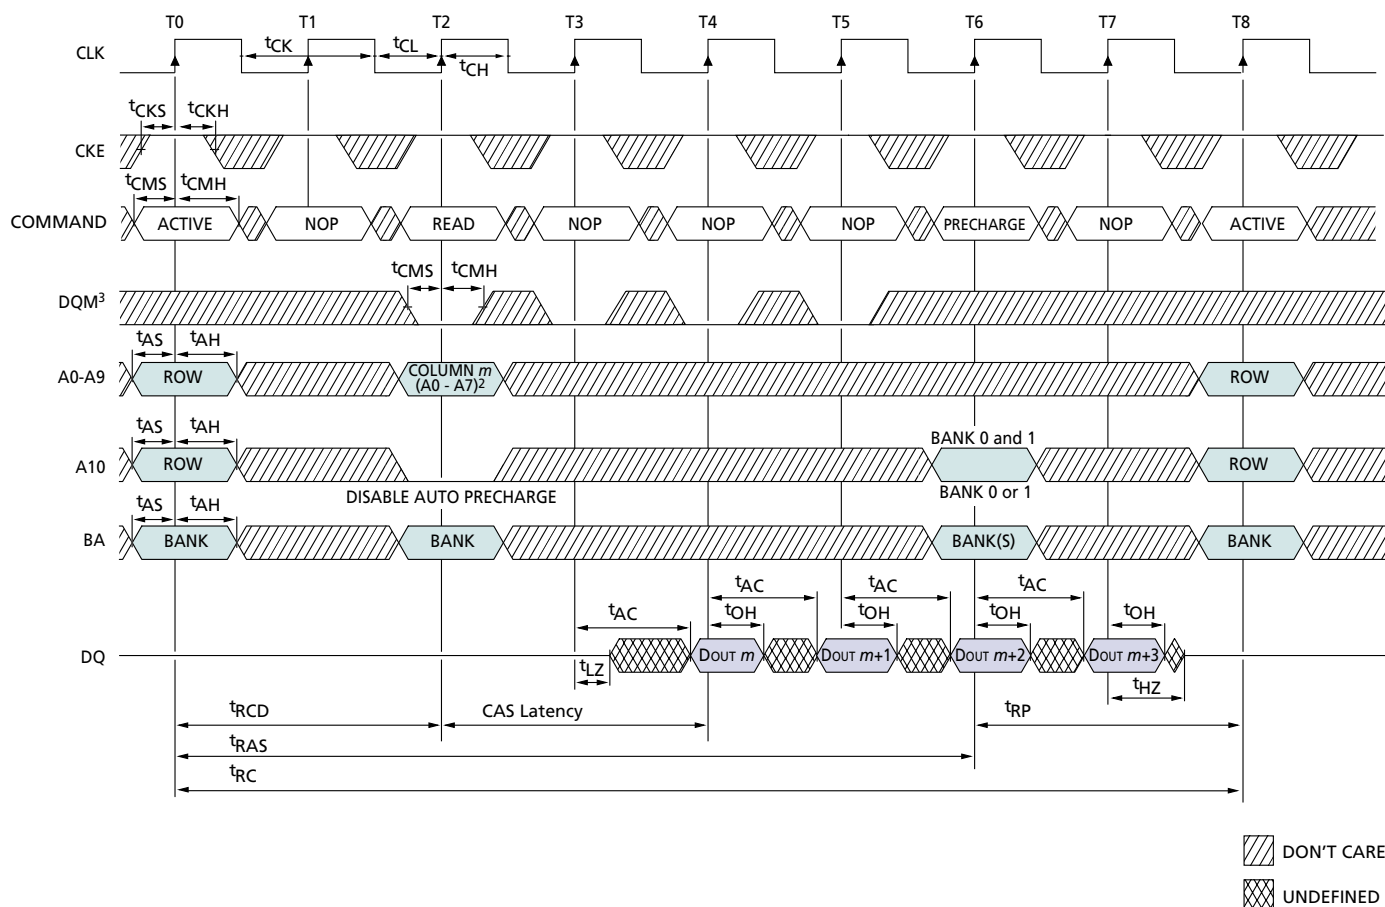 T0 T1 T2 T3 T4 T5 T6 T7 T8
CLK
tCK tCL
tCH
tCKS tCKH
CKE
tCMS tCMH
COMMAND ACTIVE NOP READ NOP NOP NOP PRECHARGE NOP ACTIVE
tCMS tCMH
DQM3
tAS tAH
A0-A9 ROW COLUMN m ROW
(A0 - A7)2
tAS tAH
BANK 0 and 1
A10 ROW ROW
DISABLE AUTO PRECHARGE BANK 0 or 1
tAS tAH
BA BANK BANK BANK(S) BANK
tAC tAC tAC
tAC tOH tOH tOH tOH
DQ DOUT m DOUT m+1 DOUT m+2 DOUT m+3
tLZ tHZ
tRCD CAS Latency tRP
tRAS
tRC
DON'T CARE
UNDEFINED